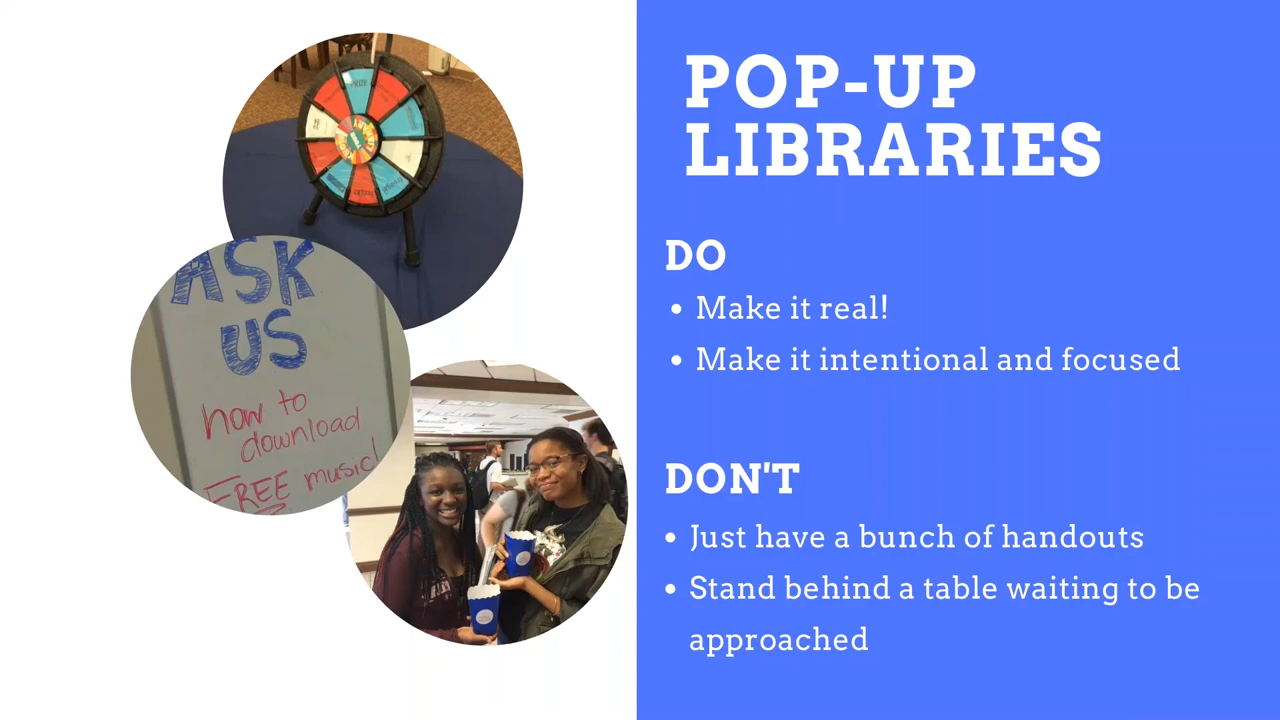 POP-UP
LIBRARIES
DO
• Make it real!
• Make it intentional and focused
DON'T
• Just have a bunch of handouts
• Stand behind a table waiting to be
approached
PRIZE
ASK
US
how to
download
FREE music!